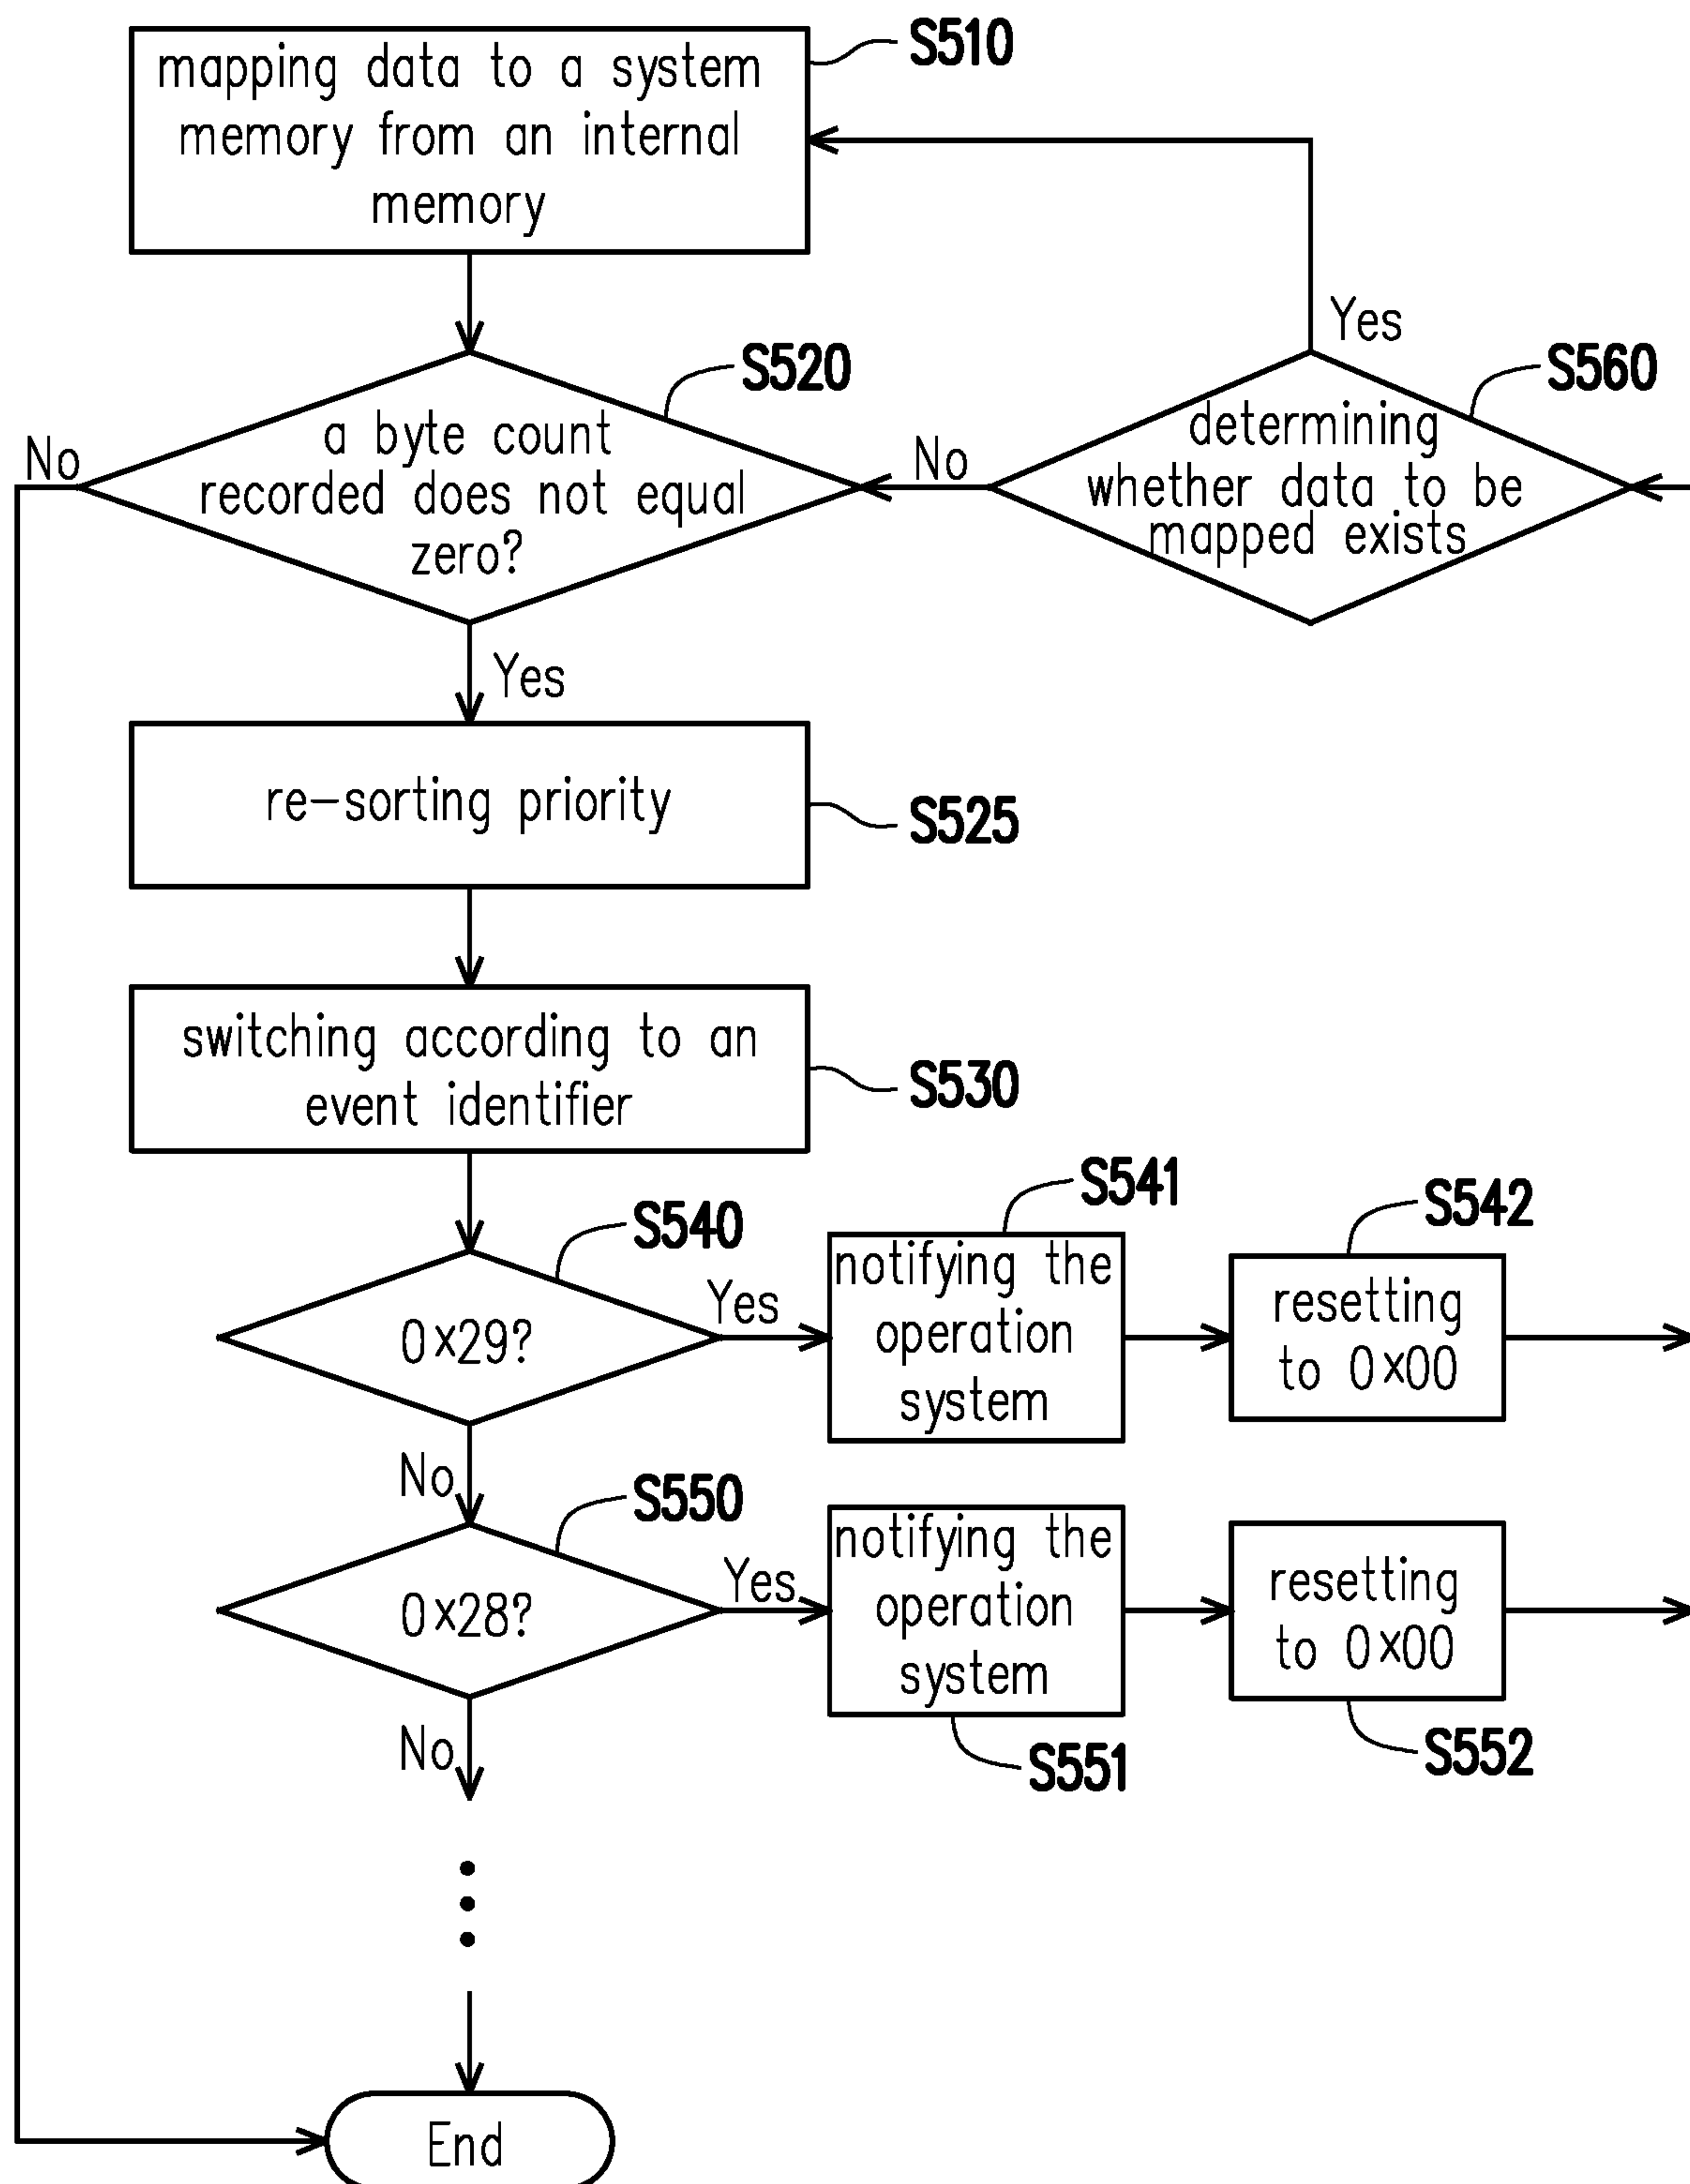 S510
mapping data to a system
memory from an internal
memory
Yes
S520
S560
No
a byte count
recorded does not equal
zero?
No
determining
whether data to be
mapped exists
Yes
re-sorting priority
S525
switching according to an
event identifier
S530
S541
S542
S540
0x29?
Yes
notifying the
operation
system
resetting
to 0x00
No
S550
0x28?
Yes
notifying the
operation
system
resetting
to 0x00
No
S551
S552
End